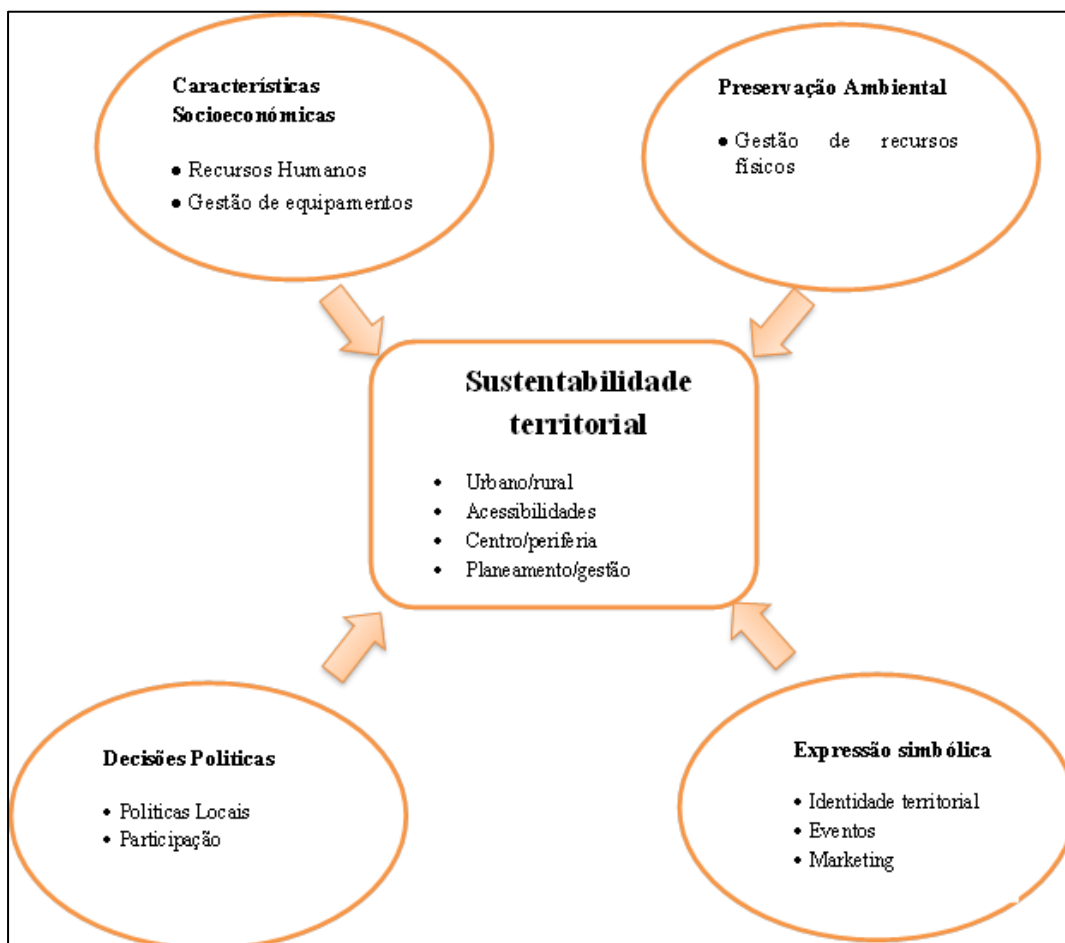 Característícas
Socioeconómicas
● Recursos Humanos
● Gestão de equipamentos
Preservação Ambiental
● Gestão de recursos
físicos
Sustentabilidade
territorial
• Urbano/rural
• Acessibilidades
• Centro/periferia
• Planeamento/gestão
Decisões Politicas
• Politicas Locais
• Participação
Expressão simbólica
• Identidade territorial
• Eventos
• Marketing